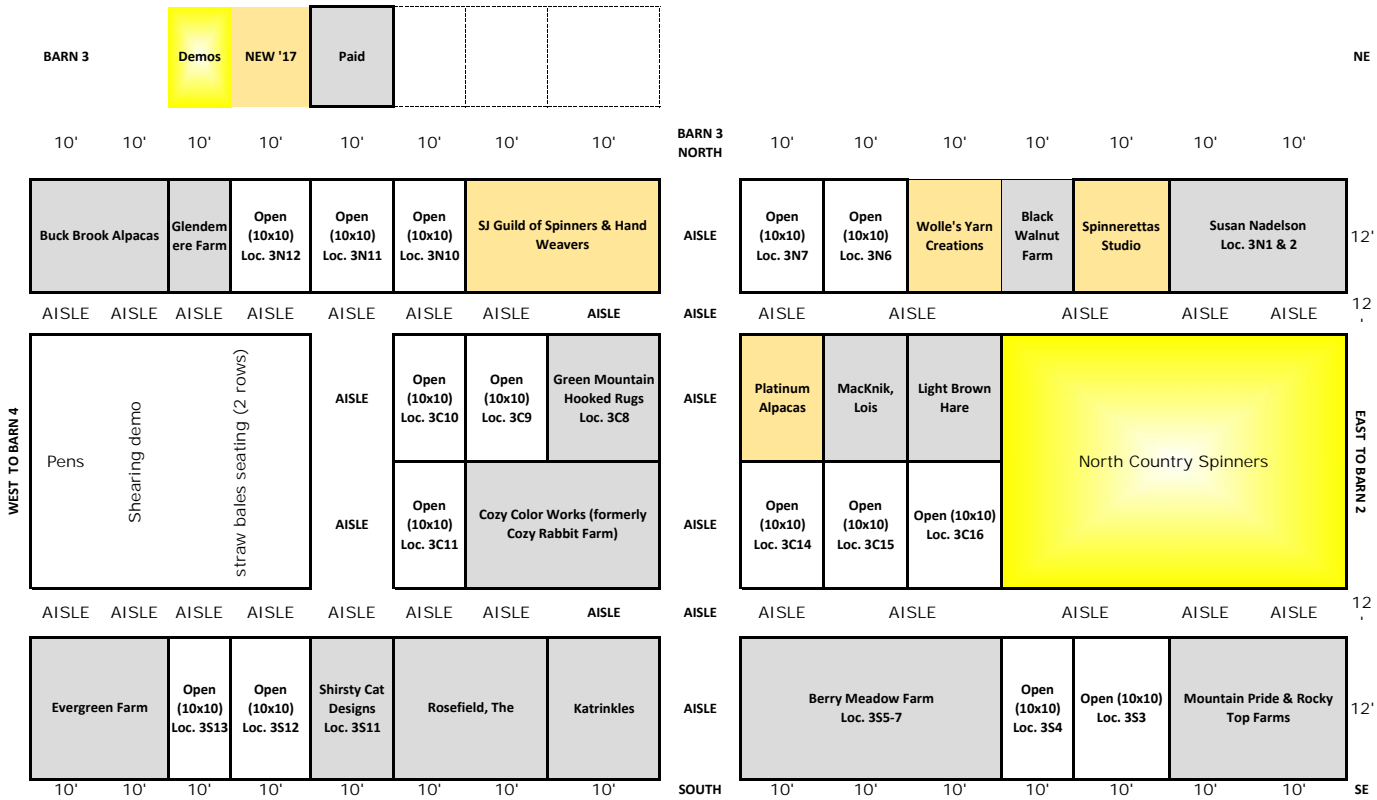 BARN 3
Demos
NEW '17
Paid
NE
10' 10' 10' 10' 10' 10' 10' 10'
BARN 3
NORTH
10' 10' 10' 10' 10' 10' 10'
Buck Brook Alpacas
Glendem
ere Farm
Open
(10x10)
Loc. 3N12
Open
(10x10)
Loc. 3N11
Open
(10x10)
Loc. 3N10
SJ Guild of Spinners & Hand
Weavers
AISLE
Open
(10x10)
Loc. 3N7
Open
(10x10)
Loc. 3N6
Wolle's Yarn
Creations
Black
Walnut
Farm
Spinnerettas
Studio
Susan Nadelson
Loc. 3N1 & 2
12'
AISLE AISLE AISLE AISLE AISLE AISLE AISLE AISLE AISLE AISLE AISLE AISLE AISLE AISLE
12
'
WEST TO BARN 4
Pens
Shearing demo
straw bales seating (2 rows)
AISLE
Open
(10x10)
Loc. 3C10
Open
(10x10)
Loc. 3C9
Green Mountain
Hooked Rugs
Loc. 3C8
AISLE
Platinum
Alpacas
MacKnik,
Lois
Light Brown
Hare
North Country Spinners
EAST TO BARN 2
AISLE
Open
(10x10)
Loc. 3C11
Cozy Color Works (formerly
Cozy Rabbit Farm)
AISLE
Open
(10x10)
Loc. 3C14
Open
(10x10)
Loc. 3C15
Open (10x10)
Loc. 3C16
AISLE AISLE AISLE AISLE AISLE AISLE AISLE AISLE AISLE AISLE AISLE AISLE AISLE AISLE
12
'
Evergreen Farm
Open
(10x10)
Loc. 3S13
Open
(10x10)
Loc. 3S12
Shirsty Cat
Designs
Loc. 3S11
Rosefield, The
Katrinkles
AISLE
Berry Meadow Farm
Loc. 3S5-7
Open
(10x10)
Loc. 3S4
Open (10x10)
Loc. 3S3
Mountain Pride & Rocky
Top Farms
12'
10' 10' 10' 10' 10' 10' 10' 10'
SOUTH
10' 10' 10' 10' 10' 10' 10'
SE